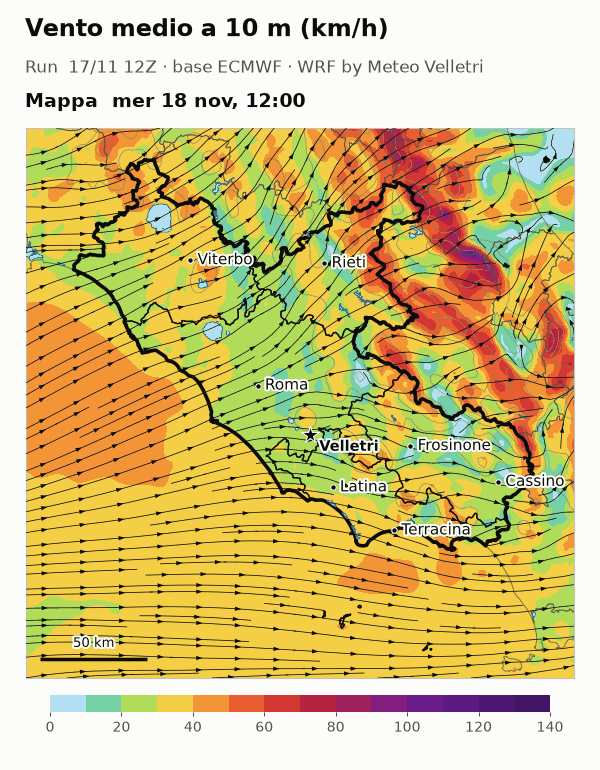 Vento medio a 10 m (km/h)
Run 17/11 12Z · base ECMWF · WRF by Meteo Velletri
Mappa mer 18 nov, 12:00
Viterbo
Rieti
Roma
Velletri
Frosinone
Cassino
Latina
Terracina
50 km
0 20 40 60 80 100 120 140